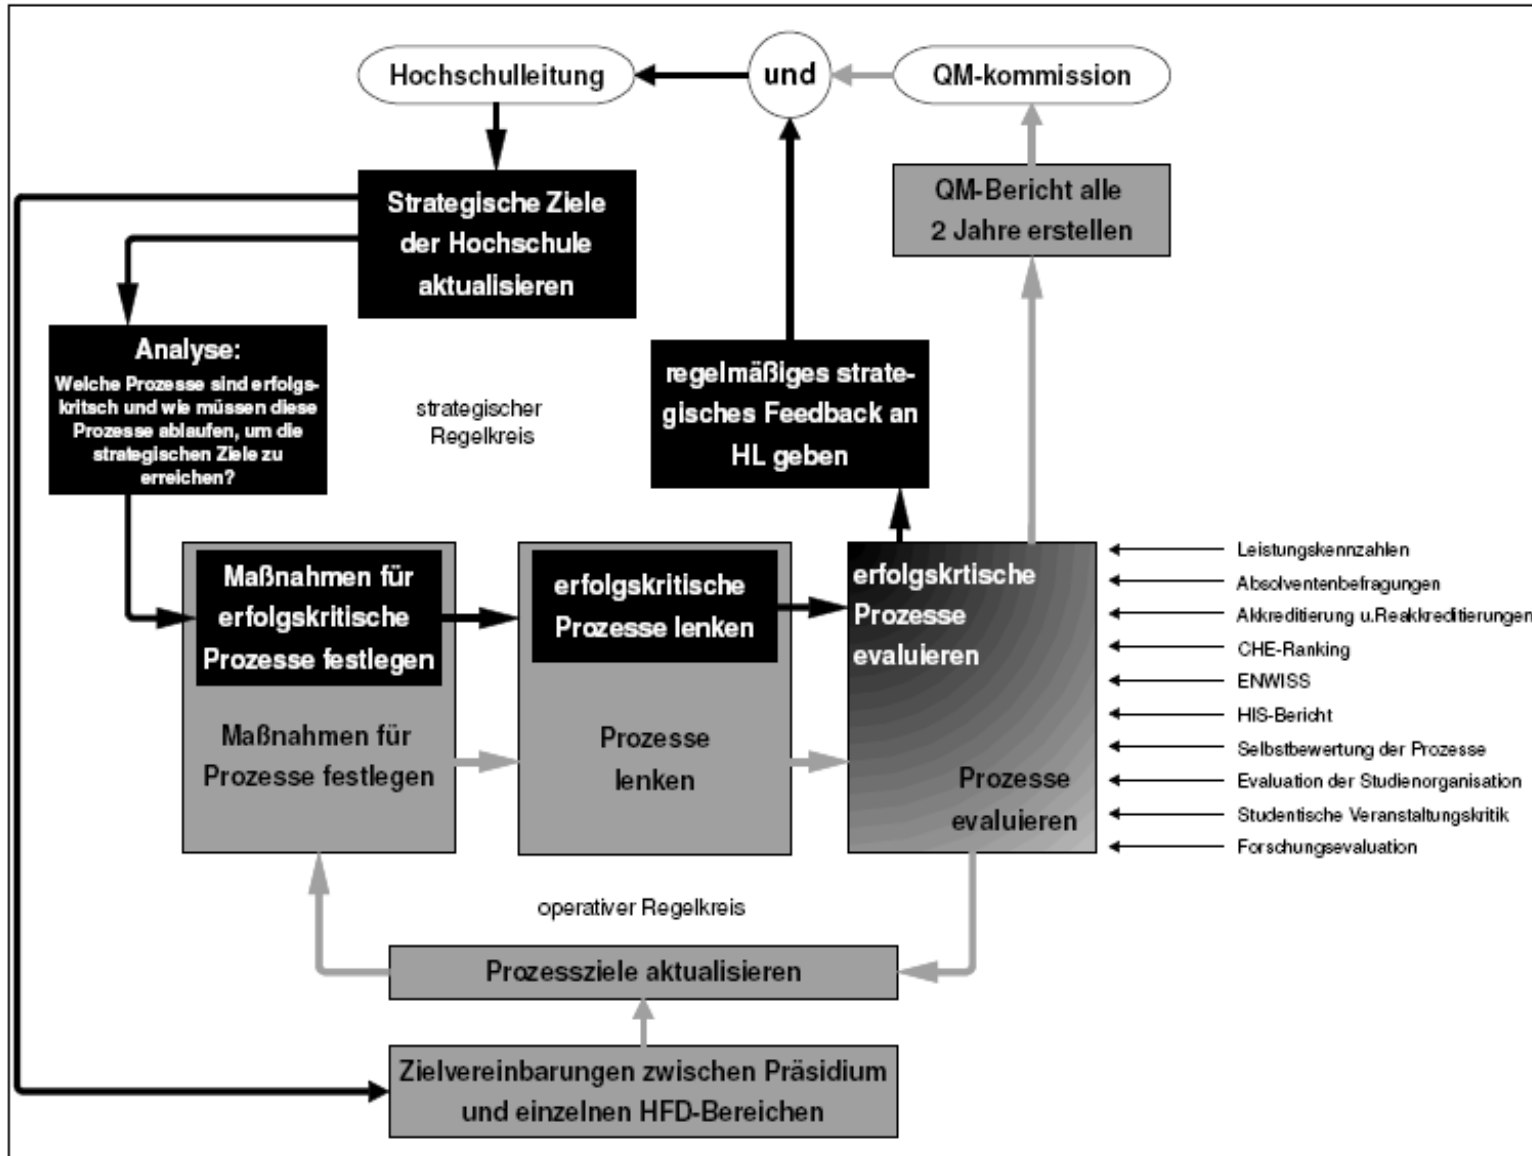 Hochschulleitung
und
QM-kommission
Strategische Ziele
der Hochschule
aktualisieren
QM-Bericht alle
2 Jahre erstellen
Analyse:
Welche Prozesse sind erfolgs-
kritsch und wie müssen diese
Prozesse ablaufen, um die
strategischen Ziele zu
erreichen?
strategischer
Regelkreis
regelmäßiges strate-
gisches Feedback an
HL geben
Maßnahmen für
erfolgskritische
Prozesse festlegen
Maßnahmen für
Prozesse festlegen
erfolgskritische
Prozesse lenken
Prozesse
lenken
erfolgskrtische
Prozesse
evaluieren
Prozesse
evaluieren
Leistungskennzahlen
Absolventenbefragungen
Akkreditierung u.Reakkreditierungen
CHE-Ranking
ENWISS
HIS-Bericht
Selbstbewertung der Prozesse
Evaluation der Studienorganisation
Studentische Veranstaltungskritik
Forschungsevaluation
operativer Regelkreis
Prozessziele aktualisieren
Zielvereinbarungen zwischen Präsidium
und einzelnen HFD-Bereichen